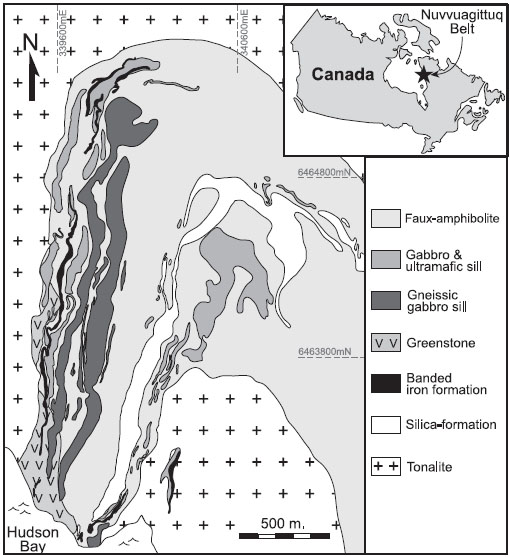 N
339600mE
340600mE
Nuvvuagittuq
Belt
Canada
6464800mN
Faux-amphibolite
Gabbro &
ultramafic sill
Gneissic
gabbro sill
6463800mN
V V
Greenstone
Banded
iron formation
Silica-formation
++
Tonalite
500 m.
Hudson
Bay